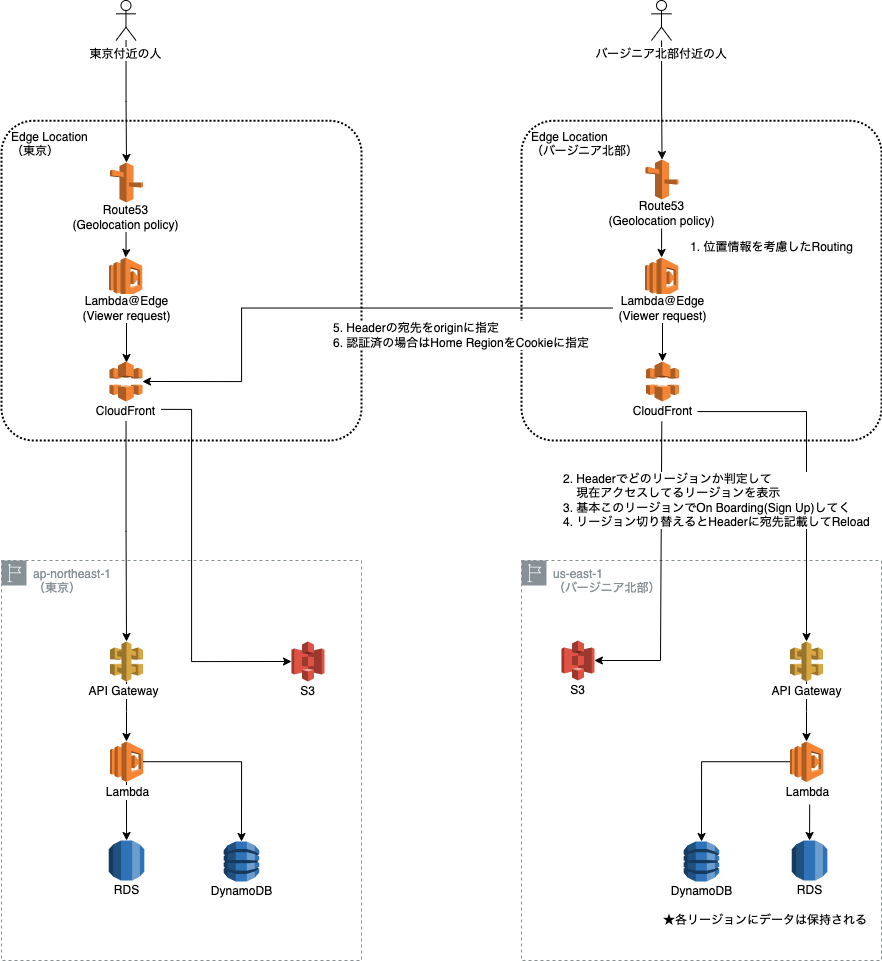 東京付近の人
バージニア北部付近の人
Edge Location
（東京）
Edge Location
（バージニア北部）
Route53
(Geolocation policy)
Route53
(Geolocation policy)
1. 位置情報を考慮したRouting
Lambda@Edge
(Viewer request)
Lambda@Edge
(Viewer request)
5. Headerの宛先をoriginに指定
6. 認証済の場合はHome RegionをCookieに指定
CloudFront
CloudFront
2. Headerでどのリージョンか判定して
現在アクセスしてるリージョンを表示
3. 基本このリージョンでOn Boarding(Sign Up)してく
4. リージョン切り替えるとHeaderに宛先記載してReload
ap-northeast-1
（東京）
us-east-1
（バージニア北部）
API Gateway
S3
S3
API Gateway
Lambda
Lambda
RDS
DynamoDB
DynamoDB
RDS
★各リージョンにデータは保持される